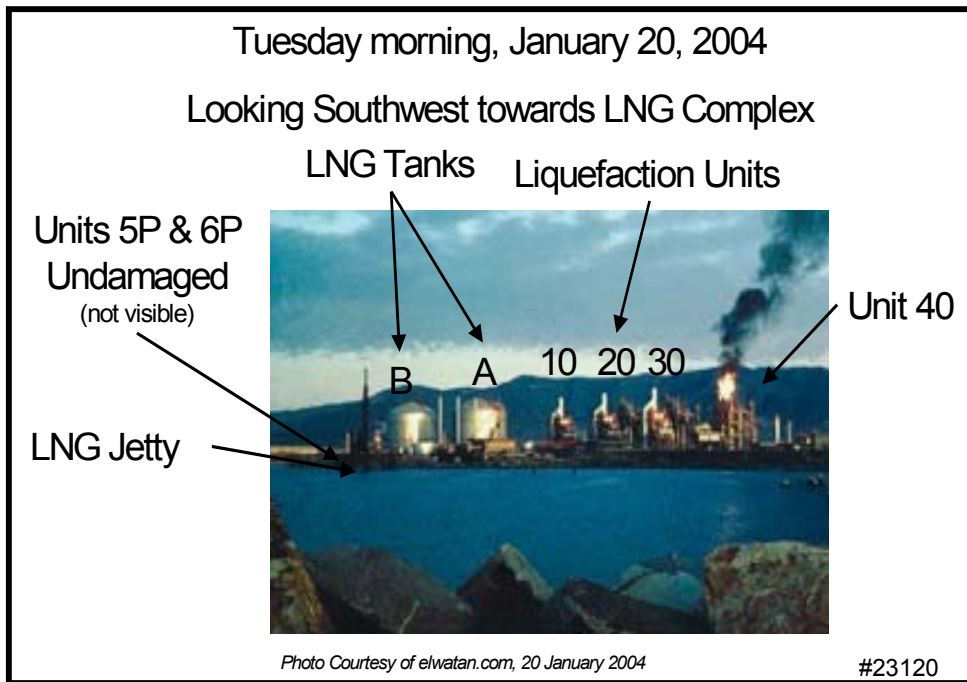 Tuesday morning, January 20, 2004
Looking Southwest towards LNG Complex
LNG Tanks
Liquefaction Units
Units 5P & 6P
Undamaged
(not visible)
Unit 40
B
A
10
20
30
LNG Jetty
Photo Courtesy of elwatan.com, 20 January 2004
#23120